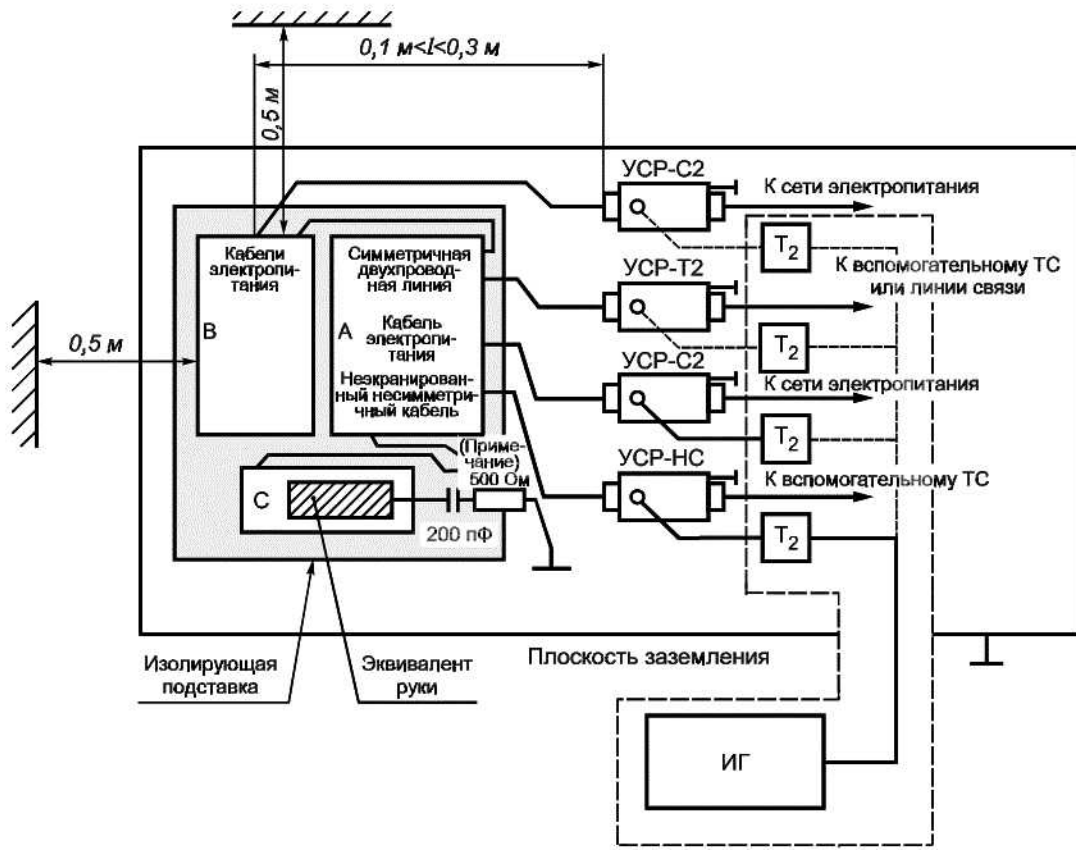 0,1 м<l<0,3 м
0,5 м
УСР-С2
К сети электропитания
T2
Кабели
электропи-
тания
B
Симметричная
двухпровод-
ная линия
A
Кабель
электропи-
тания
Неэкранирован-
ный несиммет-
ричный кабель
УСР-Т2
К вспомогательному ТС
или линии связи
T2
0,5 м
УСР-С2
К сети электропитания
T2
(Приме-
чание)
500 Ом
C
200 пФ
УСР-НС
К вспомогательному ТС
T2
Изолирующая
подставка
Эквивалент
руки
Плоскость заземления
ИГ